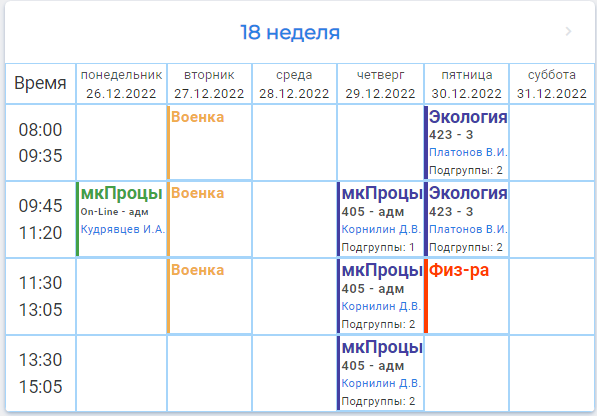 18 неделя
Время
понедельник
26.12.2022
вторник
27.12.2022
среда
28.12.2022
четверг
29.12.2022
пятница
30.12.2022
суббота
31.12.2022
08:00
09:35
Военка
Экология
423 - 3
Платонов В.И.
Подгруппы: 2
09:45
11:20
мкПроцы
On-Line - адм
Кудрявцев И.А.
Военка
мкПроцы
405 - адм
Корнилин Д.В.
Подгруппы: 1
Экология
423 - 3
Платонов В.И.
Подгруппы: 2
11:30
13:05
Военка
мкПроцы
405 - адм
Корнилин Д.В.
Подгруппы: 2
Физ-ра
13:30
15:05
мкПроцы
405 - адм
Корнилин Д.В.
Подгруппы: 2